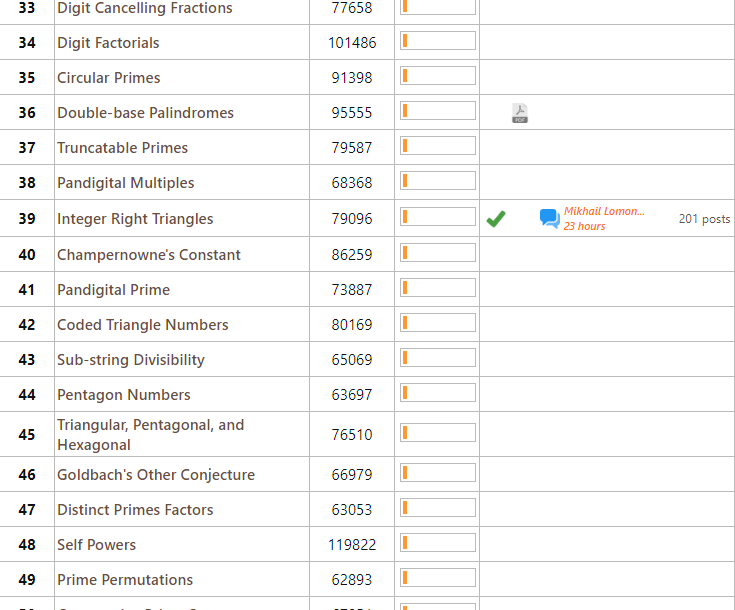 33 Digit Cancelling Fractions 77658
34 Digit Factorials 101486
35 Circular Primes 91398
36 Double-base Palindromes 95555 PDF
37 Truncatable Primes 79587
38 Pandigital Multiples 68368
39 Integer Right Triangles 79096 Mikhail Lomon... 201 posts
23 hours
40 Champernowne's Constant 86259
41 Pandigital Prime 73887
42 Coded Triangle Numbers 80169
43 Sub-string Divisibility 65069
44 Pentagon Numbers 63697
45 Triangular, Pentagonal, and 76510
Hexagonal
46 Goldbach's Other Conjecture 66979
47 Distinct Primes Factors 63053
48 Self Powers 119822
49 Prime Permutations 62893